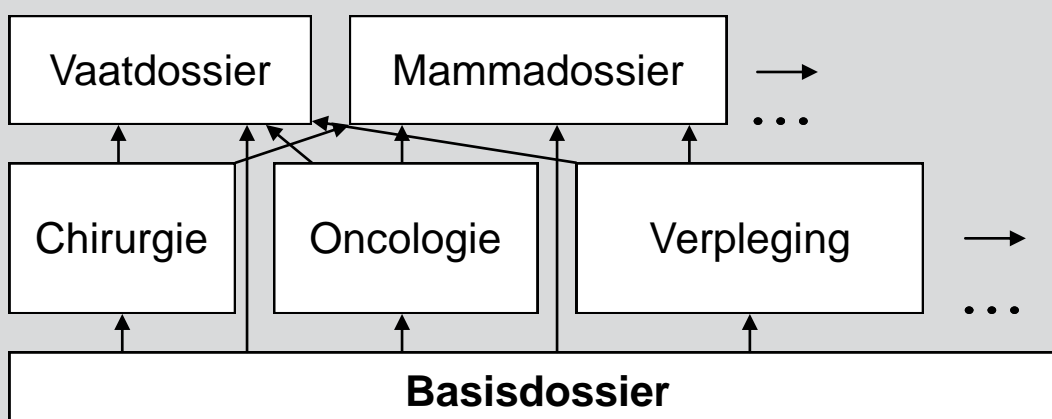 Vaatdossier
Mammadossier
...
Chirurgie
Oncologie
Verpleging
...
Basisdossier